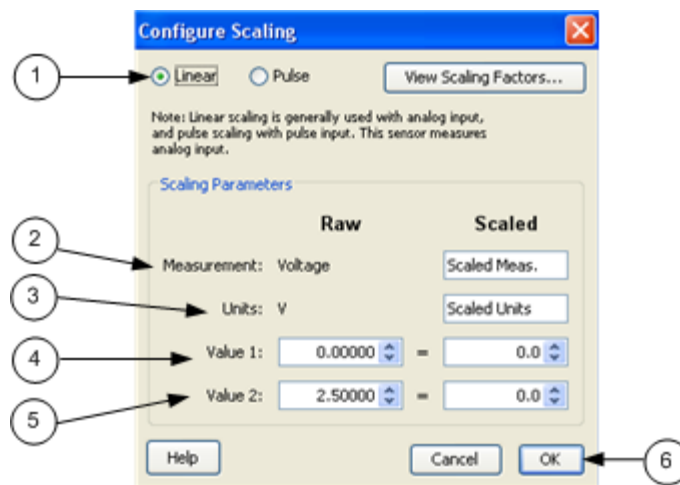 Configure Scaling
1
Linear Pulse View Scaling Factors...
Note: Linear scaling is generally used with analog input,
and pulse scaling with pulse input. This sensor measures
analog input.
Scaling Parameters
Raw Scaled
2
Measurement: Voltage Scaled Meas.
3
Units: V Scaled Units
4
Value 1: 0.00000 = 0.0
5
Value 2: 2.50000 = 0.0
Help Cancel OK
6